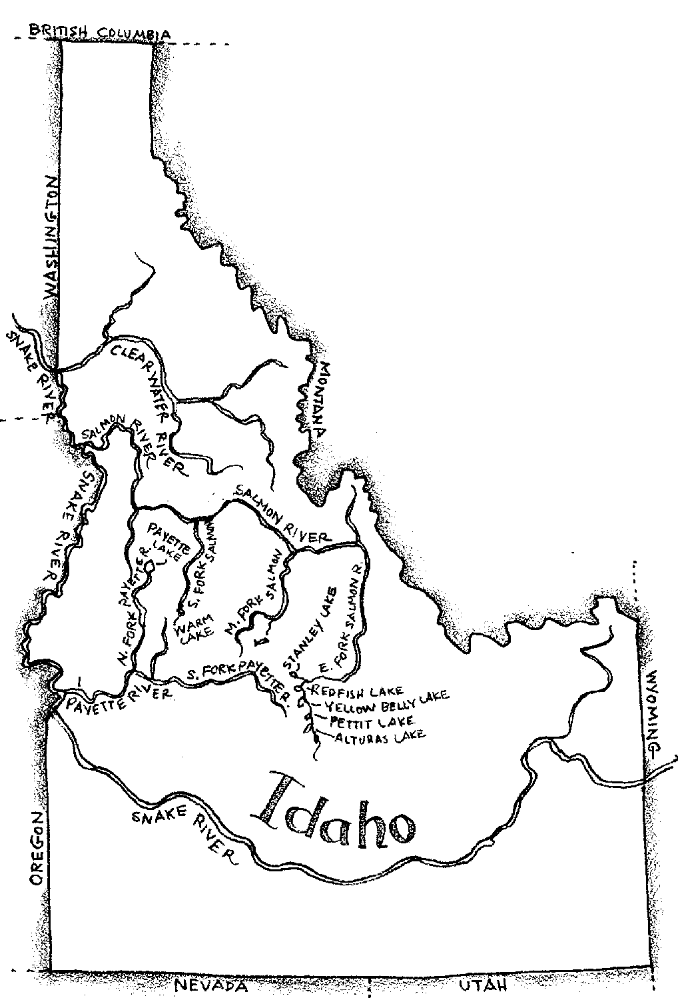 BRITISH COLUMBIA
WASHINGTON
SNAKE RIVER
CLEARWATER RIVER
MONTANA
SALMON RIVER
SNAKE RIVER
SALMON RIVER
PAYETTE
LAKE
N. FORK PAYETTE R.
S. FORK SALMON
WARM
LAKE
M. FORK SALMON
STANLEY LAKE
E. FORK SALMON R.
S. FORK PAYETTE R.
PAYETTE RIVER
REDFISH LAKE
YELLOW BELLY LAKE
PETTIT LAKE
ALTURAS LAKE
WYOMING
Idaho
SNAKE RIVER
OREGON
NEVADA
UTAH